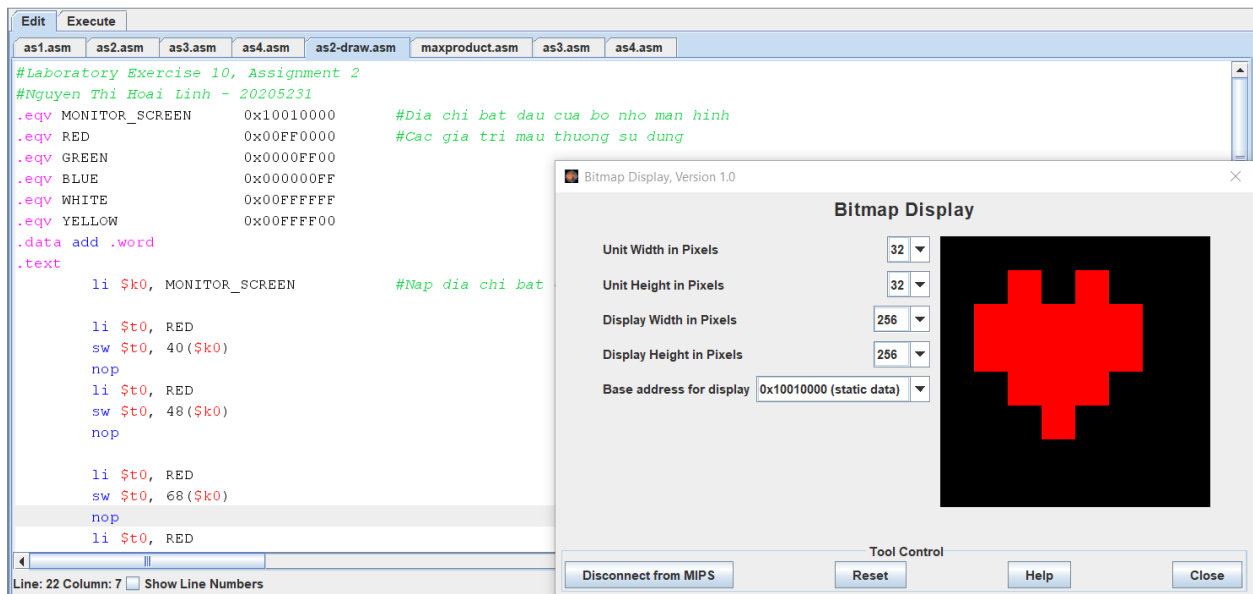 Edit Execute
as1.asm as2.asm as3.asm as4.asm as2-draw.asm maxproduct.asm as3.asm as4.asm
#Laboratory Exercise 10, Assignment 2
#Nguyen Thi Hoai Linh - 20205231
.eqv MONITOR_SCREEN 0x10010000 #Dia chi bat dau cua bo nho man hinh
.eqv RED 0x00FF0000 #Cac gia tri mau thuong su dung
.eqv GREEN 0x0000FF00
.eqv BLUE 0x000000FF
.eqv WHITE 0x00FFFFFF
.eqv YELLOW 0x00FFFF00
.data add .word
.text
li $k0, MONITOR_SCREEN #Nap dia chi bat
li $t0, RED
sw $t0, 40($k0)
nop
li $t0, RED
sw $t0, 48($k0)
nop
li $t0, RED
sw $t0, 68($k0)
nop
li $t0, RED
Line: 22 Column: 7 Show Line Numbers
Bitmap Display, Version 1.0
Bitmap Display
Unit Width in Pixels 32
Unit Height in Pixels 32
Display Width in Pixels 256
Display Height in Pixels 256
Base address for display 0x10010000 (static data)
Tool Control
Disconnect from MIPS Reset Help Close